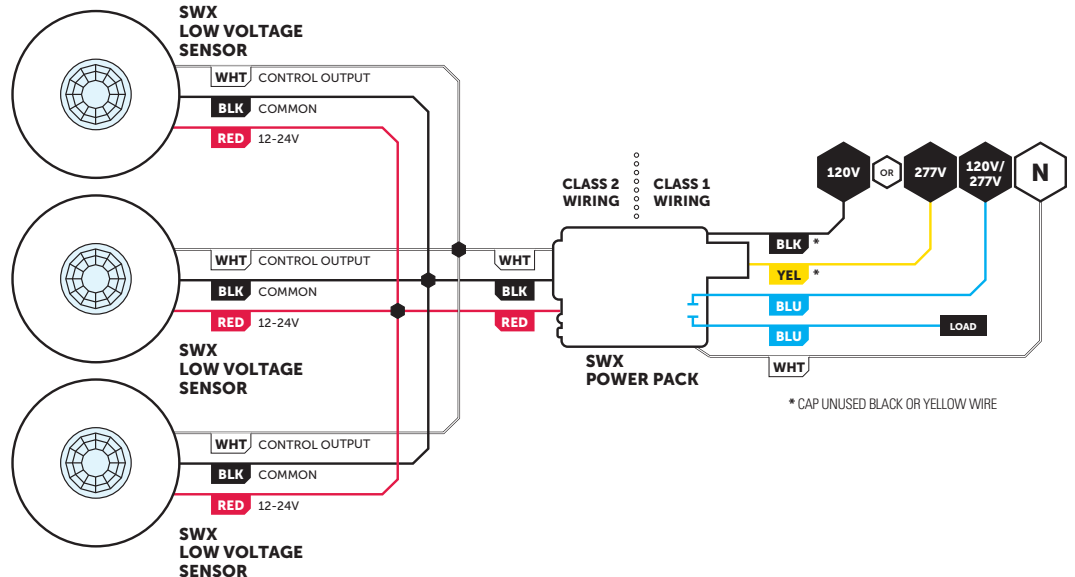 SWX
LOW VOLTAGE
SENSOR
WHT CONTROL OUTPUT
BLK COMMON
RED 12-24V
WHT CONTROL OUTPUT
BLK COMMON
RED 12-24V
SWX
LOW VOLTAGE
SENSOR
WHT CONTROL OUTPUT
BLK COMMON
RED 12-24V
SWX
LOW VOLTAGE
SENSOR
WHT
BLK
RED
CLASS 2
WIRING
CLASS 1
WIRING
SWX
POWER PACK
120V OR 277V 120V/
277V N
BLK *
YEL *
BLU
BLU LOAD
WHT
* CAP UNUSED BLACK OR YELLOW WIRE